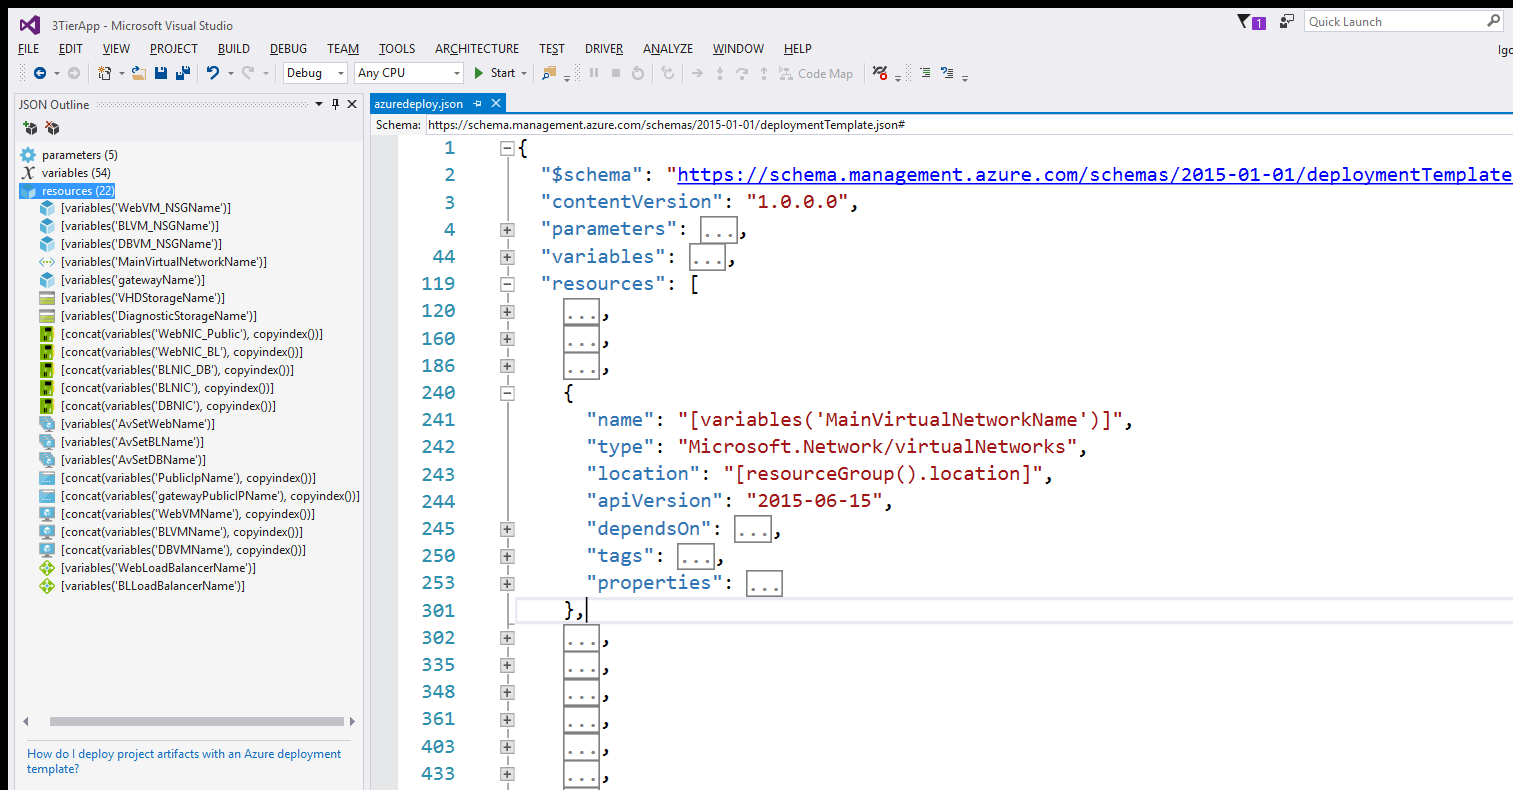 3TierApp - Microsoft Visual Studio
1
Quick Launch
FILE EDIT VIEW PROJECT BUILD DEBUG TEAM TOOLS ARCHITECTURE TEST DRIVER ANALYZE WINDOW HELP
Debug Any CPU Start Code Map
JSON Outline
parameters (5)
variables (54)
resources (22)
[variables('WebVM_NSGName')]
[variables('BLVM_NSGName')]
[variables('DBVM_NSGName')]
[variables('MainVirtualNetworkName')]
[variables('gatewayName')]
[variables('VHDStorageName')]
[variables('DiagnosticStorageName')]
[concat(variables('WebNIC_Public'), copyindex())]
[concat(variables('WebNIC_BL'), copyindex())]
[concat(variables('BLNIC_DB'), copyindex())]
[concat(variables('BLNIC'), copyindex())]
[concat(variables('DBNIC'), copyindex())]
[variables('AvSetWebName')]
[variables('AvSetBLName')]
[variables('AvSetDBName')]
[concat(variables('PublicIpName'), copyindex())]
[concat(variables('gatewayPublicIPName'), copyindex())]
[concat(variables('WebVMName'), copyindex())]
[concat(variables('BLVMName'), copyindex())]
[concat(variables('DBVMName'), copyindex())]
[variables('WebLoadBalancerName')]
[variables('BLLoadBalancerName')]
How do I deploy project artifacts with an Azure deployment
template?
azuredeploy.json
Schema: https://schema.management.azure.com/schemas/2015-01-01/deploymentTemplate.json#
1 {
2 "$schema": "https://schema.management.azure.com/schemas/2015-01-01/deploymentTemplate
3 "contentVersion": "1.0.0.0",
4 "parameters": ...,
44 "variables": ...,
119 "resources": [
120 ...,
160 ...,
186 ...,
240 {
241 "name": "[variables('MainVirtualNetworkName')]",
242 "type": "Microsoft.Network/virtualNetworks",
243 "location": "[resourceGroup().location]",
244 "apiVersion": "2015-06-15",
245 "dependsOn": ...,
250 "tags": ...,
253 "properties": ...
301 },
302 ...,
335 ...,
348 ...,
361 ...,
403 ...,
433 ...,